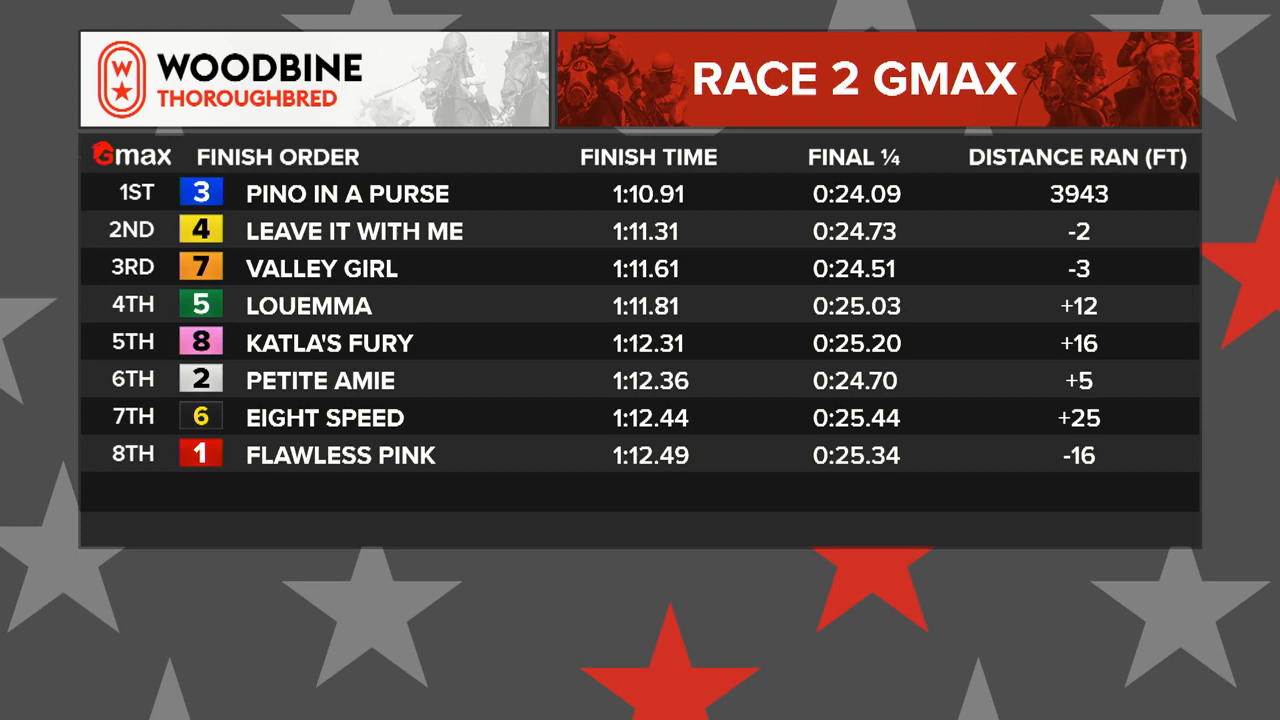 W WOODBINE
THOROUGHBRED
RACE 2 GMAX
Gmax FINISH ORDER FINISH TIME FINAL ¼ DISTANCE RAN (FT)
1ST 3 PINO IN A PURSE 1:10.91 0:24.09 3943
2ND 4 LEAVE IT WITH ME 1:11.31 0:24.73 -2
3RD 7 VALLEY GIRL 1:11.61 0:24.51 -3
4TH 5 LOUEMMA 1:11.81 0:25.03 +12
5TH 8 KATLA'S FURY 1:12.31 0:25.20 +16
6TH 2 PETITE AMIE 1:12.36 0:24.70 +5
7TH 6 EIGHT SPEED 1:12.44 0:25.44 +25
8TH 1 FLAWLESS PINK 1:12.49 0:25.34 -16